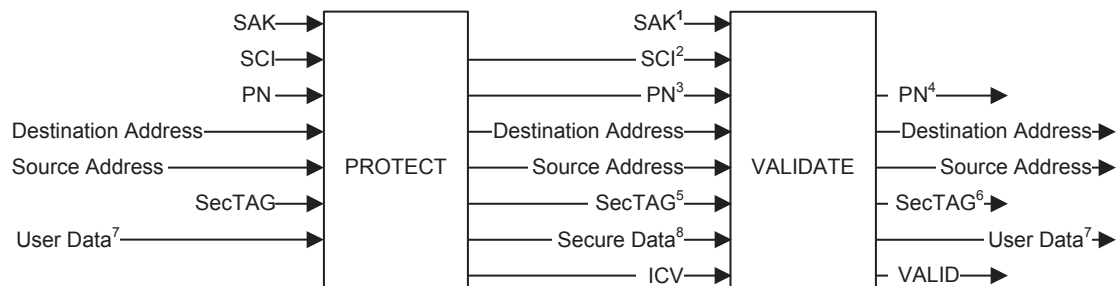 SAK SAK¹
SCI SCI²
PN PN³ PN⁴
Destination Address Destination Address Destination Address
Source Address PROTECT Source Address VALIDATE Source Address
SecTAG SecTAG⁵ SecTAG⁶
User Data⁷ Secure Data⁸ User Data⁷
ICV VALID